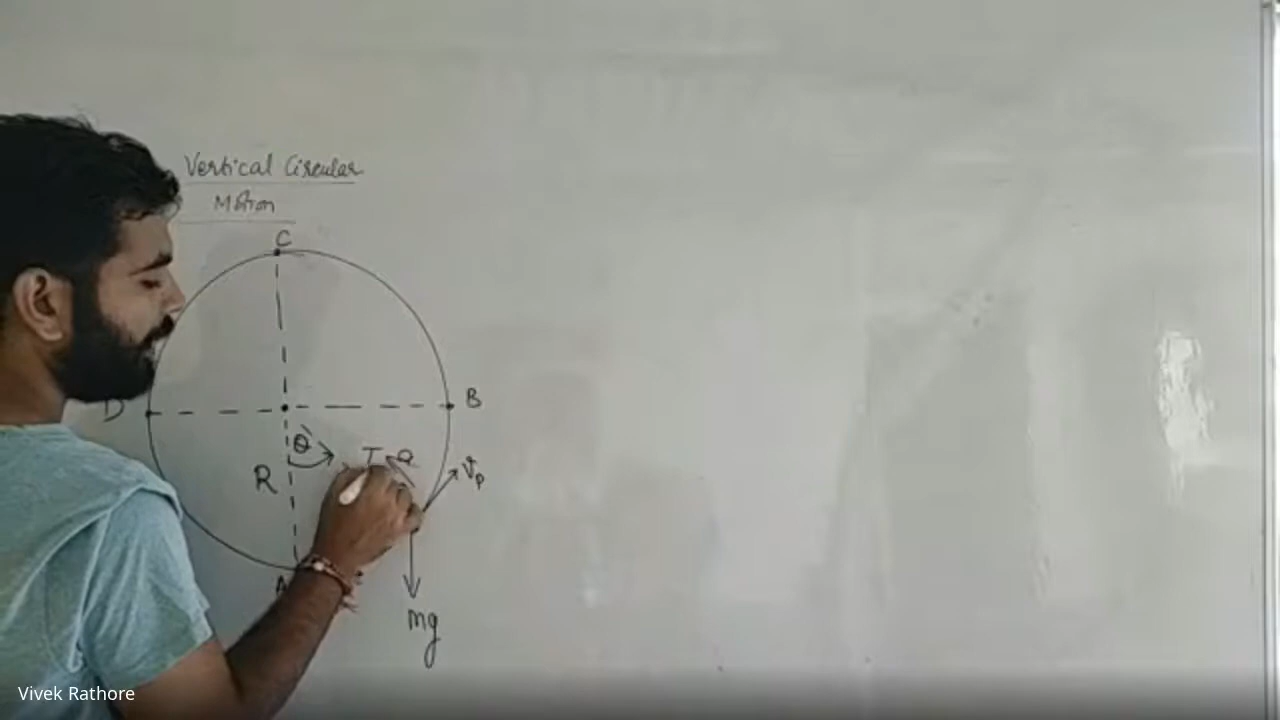 Vertical Circular
Motion
C
D
B
θ
T
a
R
Vp
A
mg
Vivek Rathore